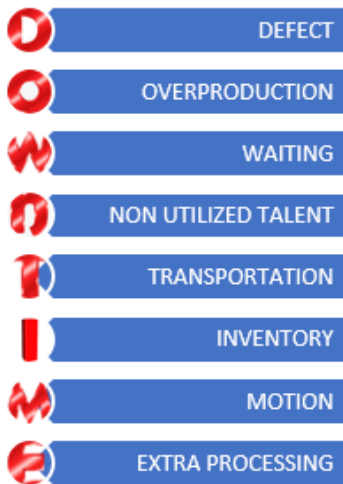 D DEFECT
O OVERPRODUCTION
W WAITING
n NON UTILIZED TALENT
T TRANSPORTATION
I INVENTORY
M MOTION
E EXTRA PROCESSING